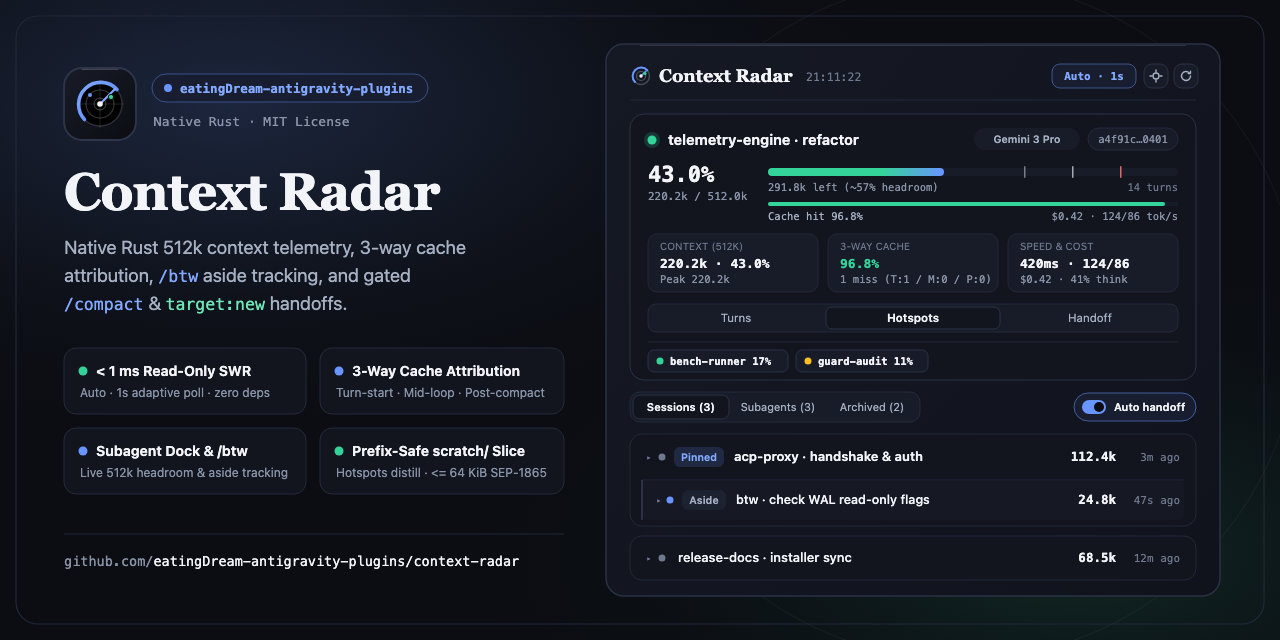 eatingDream-antigravity-plugins
Native Rust · MIT License
Context Radar
Native Rust 512k context telemetry, 3-way cache
attribution, /btw aside tracking, and gated
/compact & target:new handoffs.
< 1 ms Read-Only SWR
Auto · 1s adaptive poll · zero deps
3-Way Cache Attribution
Turn-start · Mid-loop · Post-compact
Subagent Dock & /btw
Live 512k headroom & aside tracking
Prefix-Safe scratch/ Slice
Hotspots distill · <= 64 KiB SEP-1865
github.com/eatingDream-antigravity-plugins/context-radar
Context Radar 21:11:22
Auto · 1s
telemetry-engine · refactor
Gemini 3 Pro
a4f91c…0401
43.0%
220.2k / 512.0k
291.8k left (~57% headroom)
14 turns
Cache hit 96.8%
$0.42 · 124/86 tok/s
CONTEXT (512K)
220.2k · 43.0%
Peak 220.2k
3-WAY CACHE
96.8%
1 miss (T:1 / M:0 / P:0)
SPEED & COST
420ms · 124/86
$0.42 · 41% think
Turns
Hotspots
Handoff
bench-runner 17%
guard-audit 11%
Sessions (3)
Subagents (3)
Archived (2)
Auto handoff
Pinned
acp-proxy · handshake & auth
112.4k
3m ago
Aside
btw · check WAL read-only flags
24.8k
47s ago
release-docs · installer sync
68.5k
12m ago